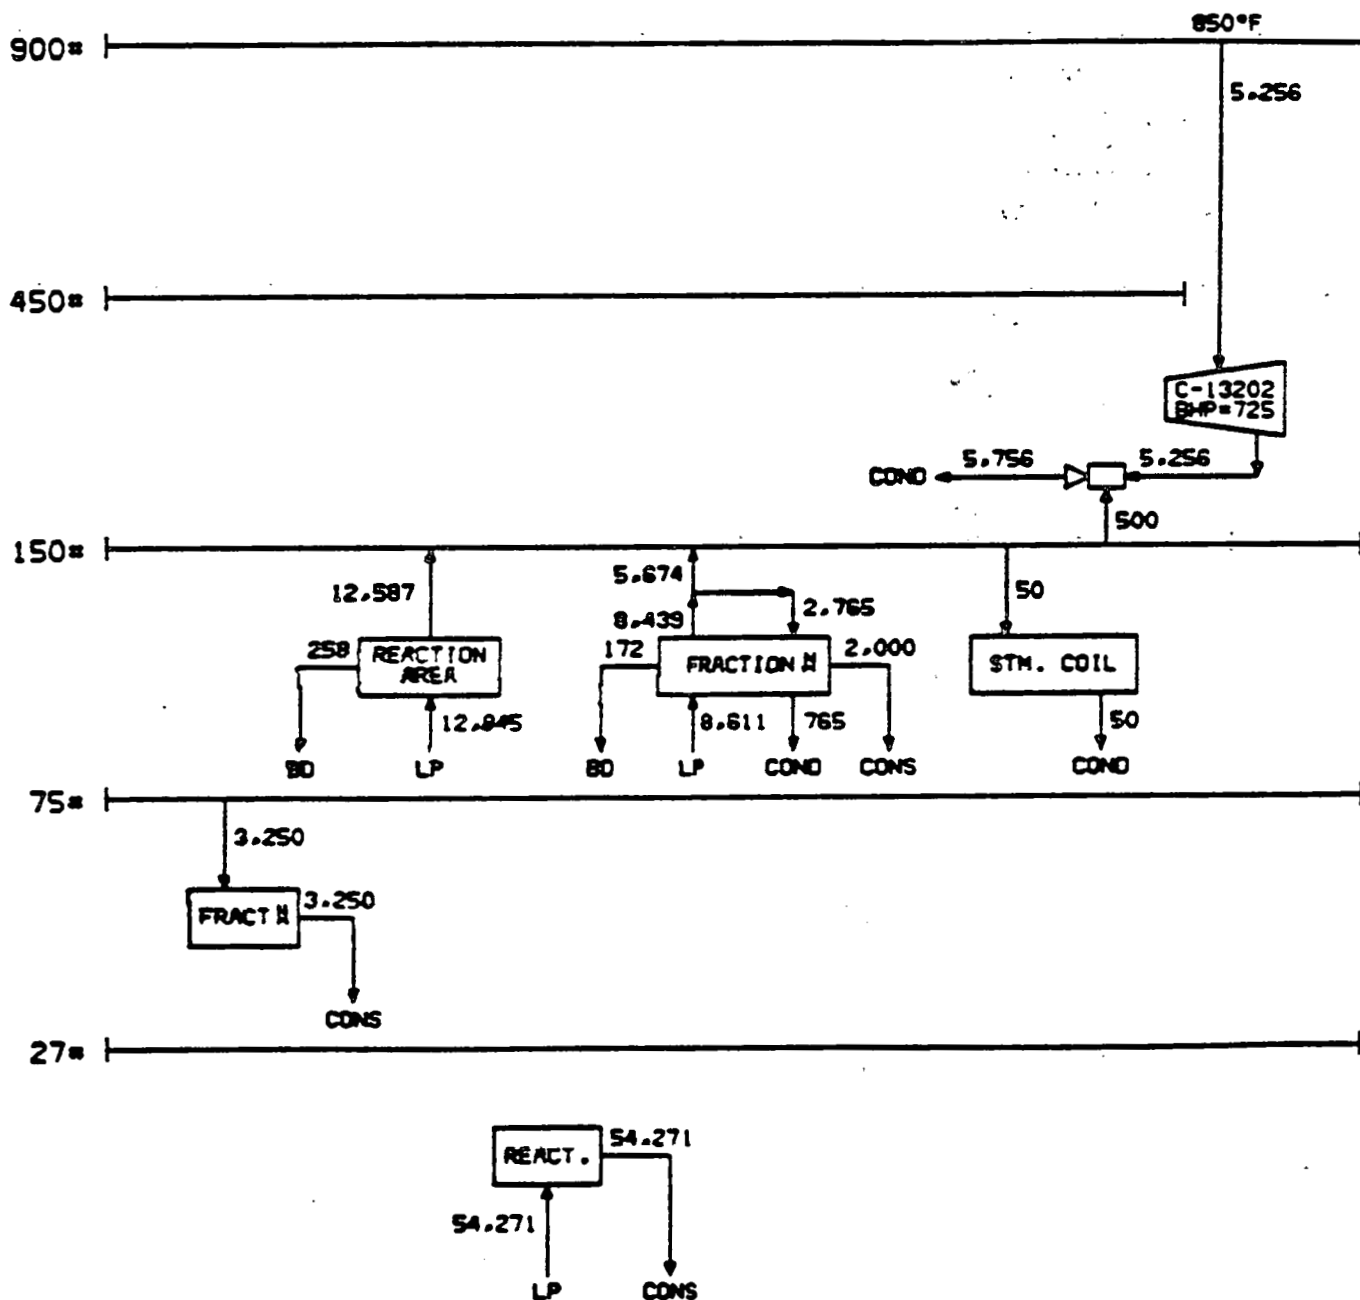 850°F
900#
5,256
450#
C-13202
BHP=725
COND
5,756
5,256
500
150#
12,587
5,674
8,439
2,765
50
258
REACTION
AREA
172
FRACTION N
2,000
STM. COIL
12,845
8,611
765
50
BD
LP
BD
LP
COND
CONS
COND
75#
3,250
FRACT N
3,250
CONS
27#
REACT.
54,271
54,271
LP
CONS